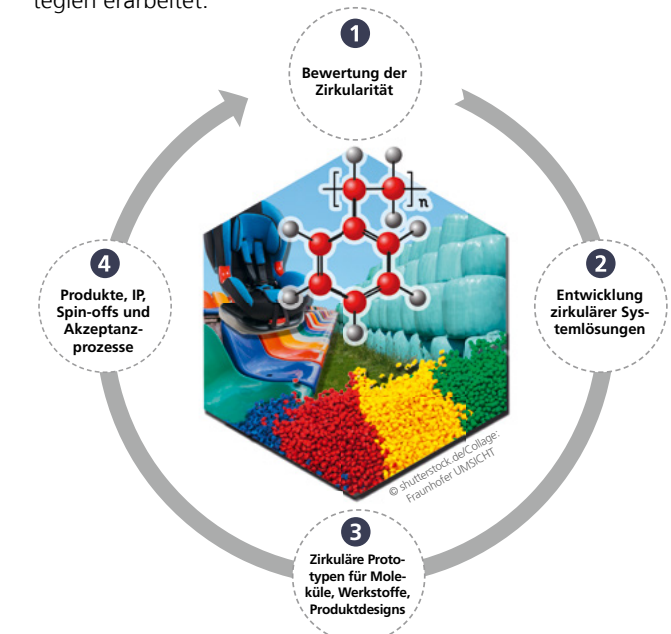 teglen erarbeitet.
1
Bewertung der
Zirkularität
n
2
Entwicklung
zirkulärer Sys-
temlösungen
3
Zirkuläre Proto-
typen für Mole-
küle, Werkstoffe,
Produktdesigns
4
Produkte, IP,
Spin-offs und
Akzeptanz-
prozesse
© shutterstock.de/Collage:
Fraunhofer UMSICHT